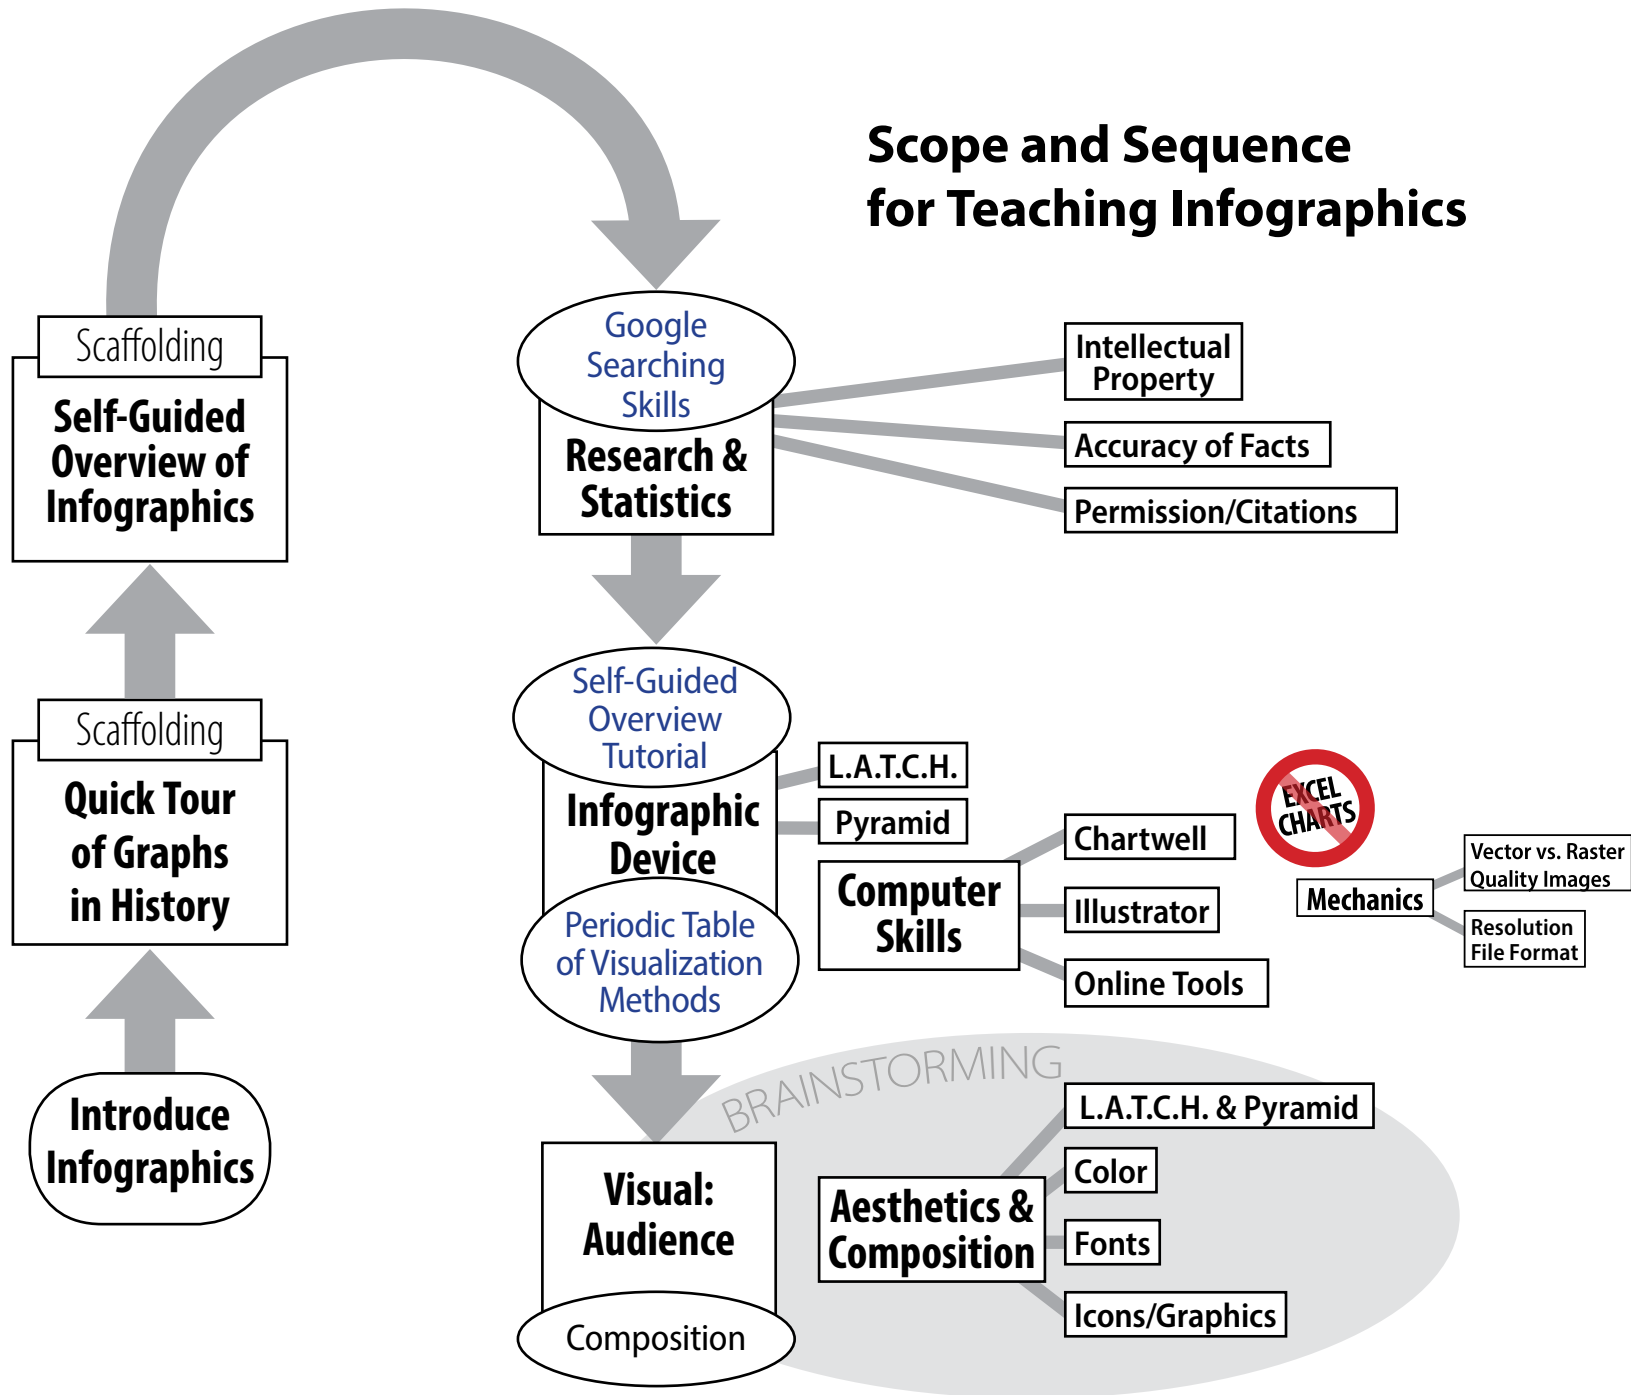 Scope and Sequence
for Teaching Infographics
Scaffolding
Self-Guided
Overview of
Infographics
Scaffolding
Quick Tour
of Graphs
in History
Introduce
Infographics
Google
Searching
Skills
Research &
Statistics
Intellectual
Property
Accuracy of Facts
Permission/Citations
Self-Guided
Overview
Tutorial
Infographic
Device
Periodic Table
of Visualization
Methods
L.A.T.C.H.
Pyramid
Computer
Skills
Chartwell
Illustrator
Online Tools
EXCEL
CHARTS
Mechanics
Vector vs. Raster
Quality Images
Resolution
File Format
BRAINSTORMING
Visual:
Audience
Composition
Aesthetics &
Composition
L.A.T.C.H. & Pyramid
Color
Fonts
Icons/Graphics